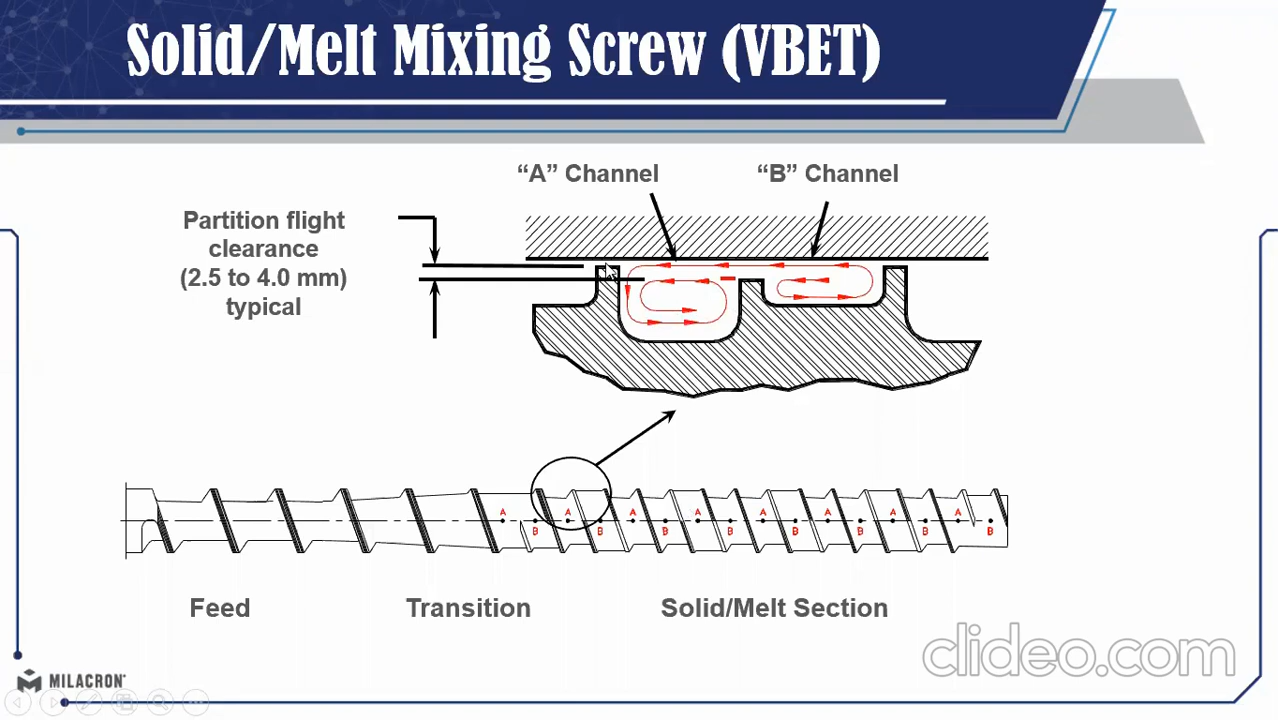 Solid/Melt Mixing Screw (VBET)
“A” Channel
“B” Channel
Partition flight
clearance
(2.5 to 4.0 mm)
typical
A
A
A
A
A
A
A
A
B
B
B
B
B
B
B
B
Feed
Transition
Solid/Melt Section
clideo.com
MILACRON